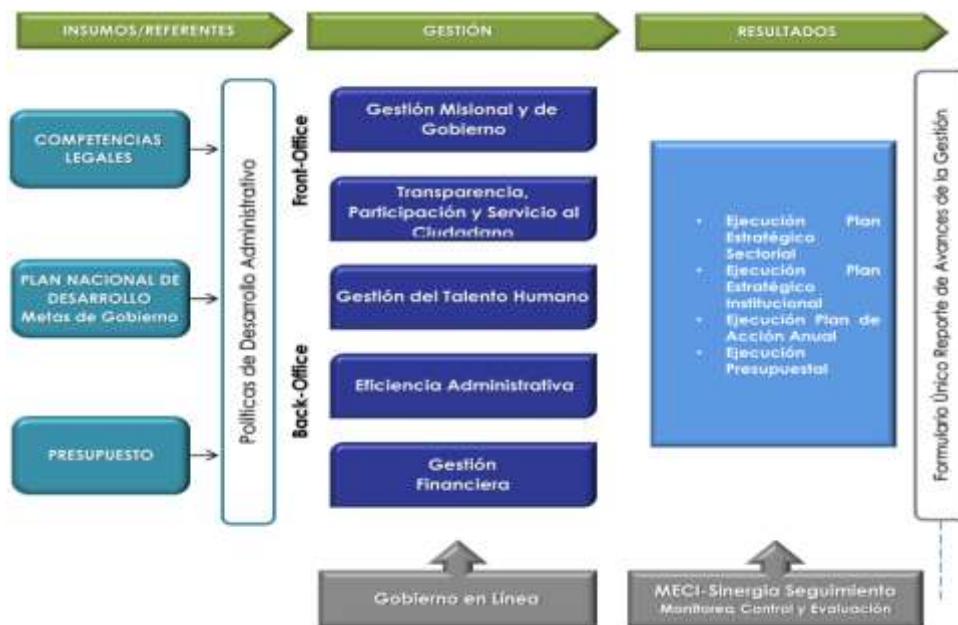 INSUMOS/REFERENTES
GESTIÓN
RESULTADOS
COMPETENCIAS
LEGALES
PLAN NACIONAL DE
DESARROLLO
Metas de Gobierno
PRESUPUESTO
Políticas de Desarrollo Administrativo
Front-Office
Back-Office
Gestión Misional y de
Gobierno
Transparencia,
Participación y Servicio al
Ciudadano
Gestión del Talento Humano
Eficiencia Administrativa
Gestión
Financiera
• Ejecución Plan
Estratégico
Sectorial
• Ejecución Plan
Estratégico
Institucional
• Ejecución Plan de
Acción Anual
• Ejecución
Presupuestal
Formulario Único Reporte de Avances de la Gestión
Gobierno en Línea
MECI-Sinergia Seguimiento
Monitoreo, Control y Evaluación